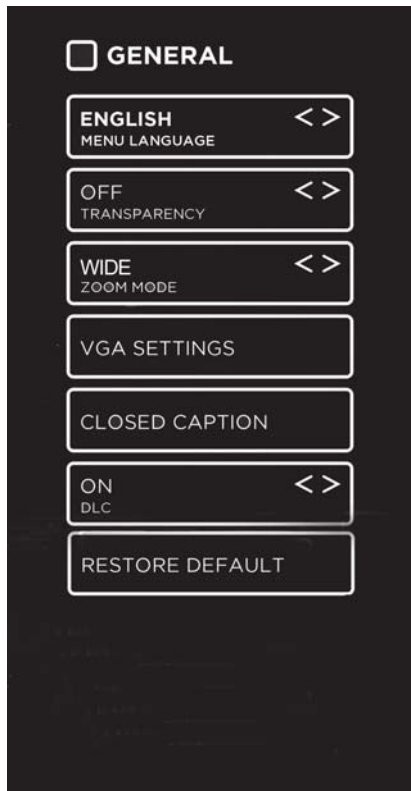 GENERAL
ENGLISH < >
MENU LANGUAGE
OFF < >
TRANSPARENCY
WIDE < >
ZOOM MODE
VGA SETTINGS
CLOSED CAPTION
ON < >
DLC
RESTORE DEFAULT